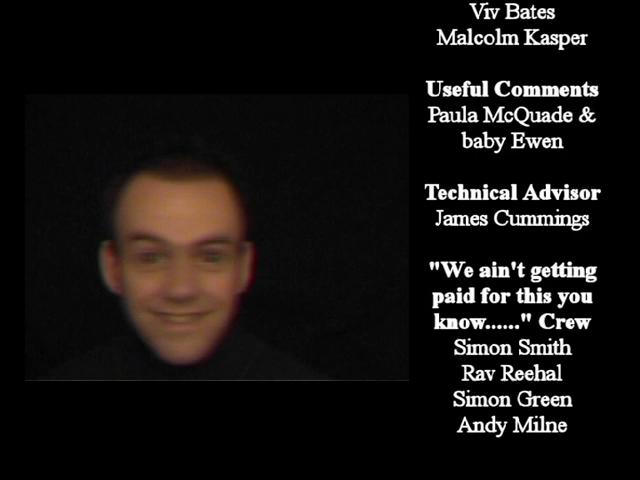 Viv Bates
Malcolm Kasper
Useful Comments
Paula McQuade &
baby Ewen
Technical Advisor
James Cummings
"We ain't getting
paid for this you
know......" Crew
Simon Smith
Rav Reehal
Simon Green
Andy Milne